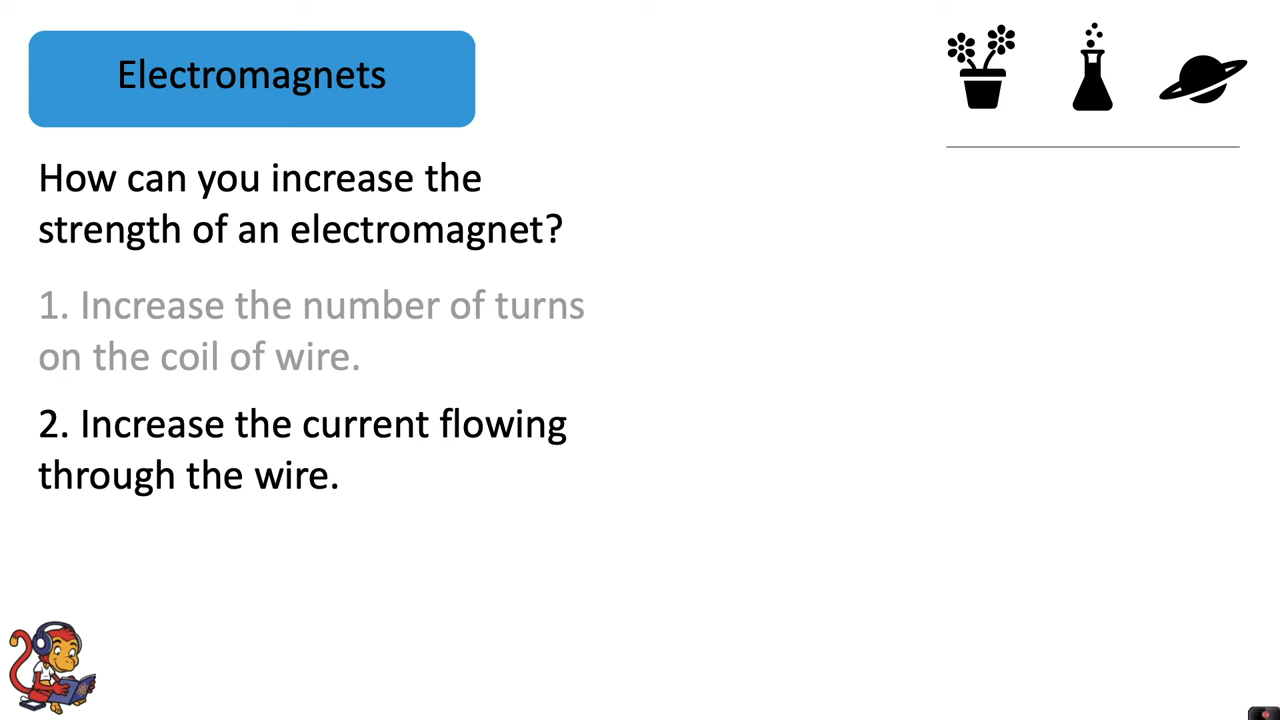 Electromagnets
How can you increase the
strength of an electromagnet?
1. Increase the number of turns
on the coil of wire.
2. Increase the current flowing
through the wire.